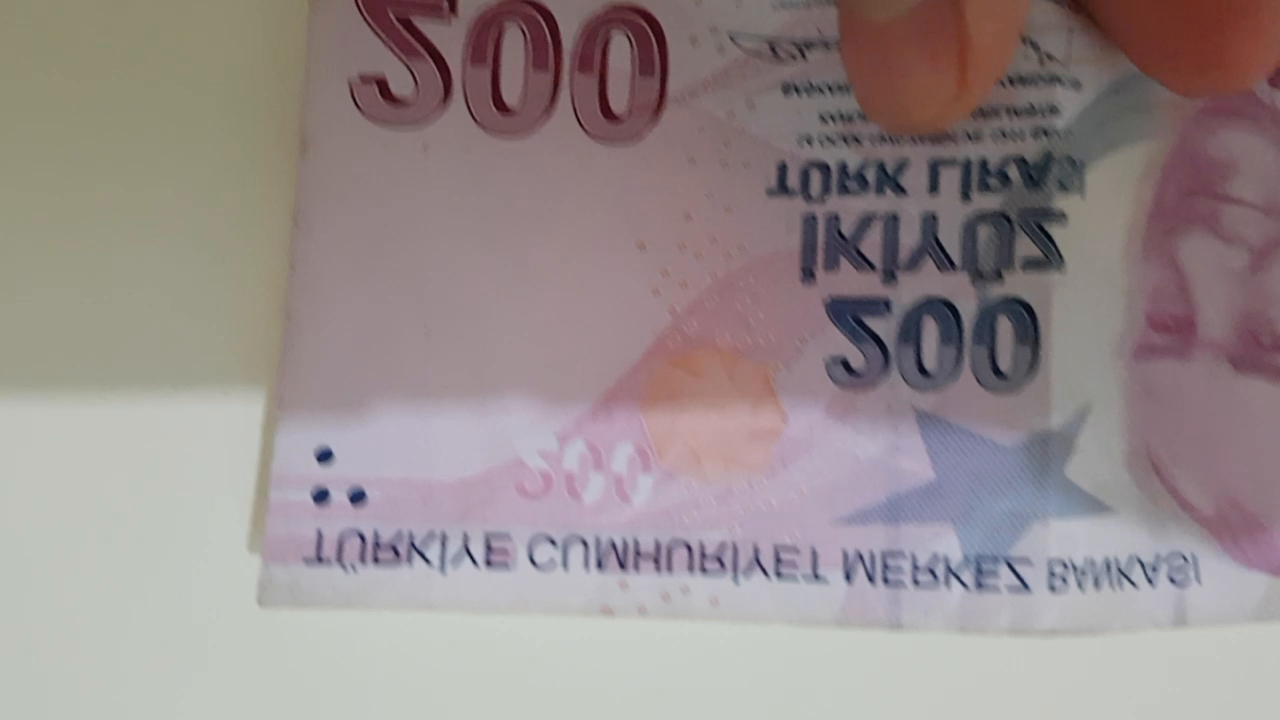 TÜRKİYE CUMHURİYET MERKEZ BANKASI
200
200
İKİYÜZ
TÜRK LİRASI
200